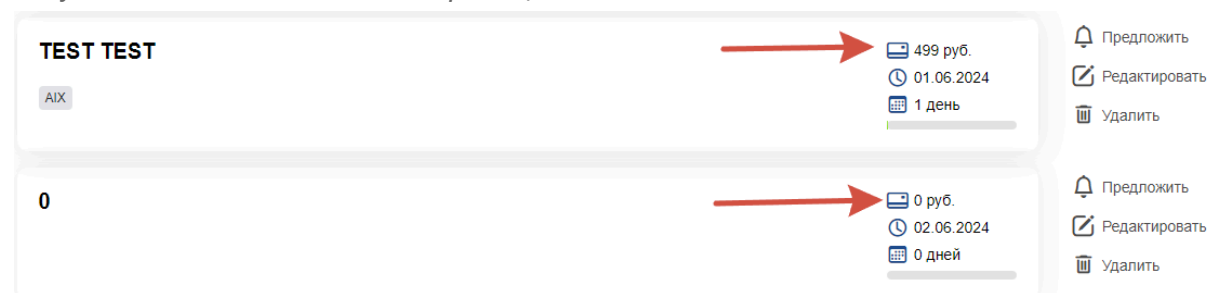 TEST TEST
AIX
499 руб.
01.06.2024
1 день
Предложить
Редактировать
Удалить
0
0 руб.
02.06.2024
0 дней
Предложить
Редактировать
Удалить